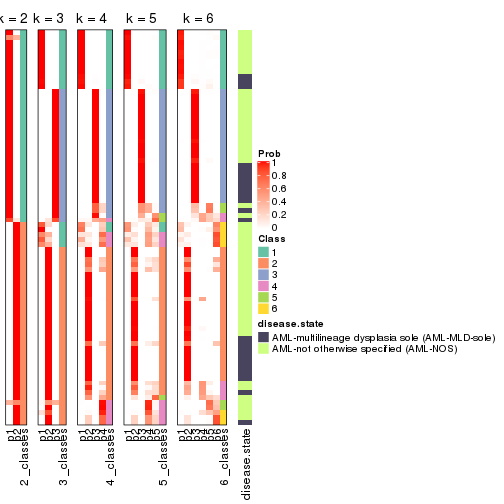 k = 2 k = 3 k = 4 k = 5 k = 6
Prob
1
0.8
0.6
0.4
0.2
0
Class
1
2
3
4
5
6
disease.state
AML-multilineage dysplasia sole (AML-MLD-sole)
AML-not otherwise specified (AML-NOS)
p1
p2
2_classes
p1
p2
p3
3_classes
p1
p2
p3
p4
4_classes
p1
p2
p3
p4
p5
5_classes
p1
p2
p3
p4
p5
p6
6_classes
disease.state